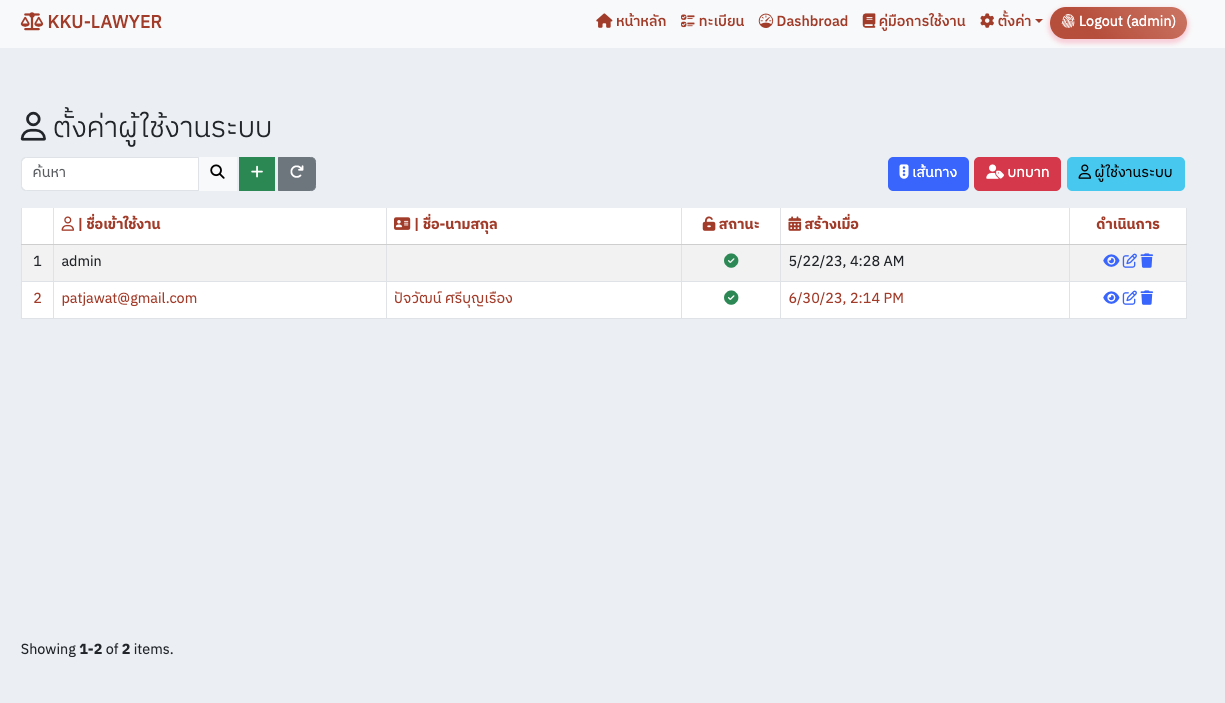 KKU-LAWYER หน้าหลัก ทะเบียน Dashbroad คู่มือการใช้งาน ตั้งค่า Logout (admin)
ตั้งค่าผู้ใช้งานระบบ
ค้นหา เส้นทาง บทบาท ผู้ใช้งานระบบ
| ชื่อเข้าใช้งาน | ชื่อ-นามสกุล สถานะ สร้างเมื่อ ดำเนินการ
1 admin 5/22/23, 4:28 AM
2 patjawat@gmail.com ปัจวัฒน์ ศรีบุญเรือง 6/30/23, 2:14 PM
Showing 1-2 of 2 items.